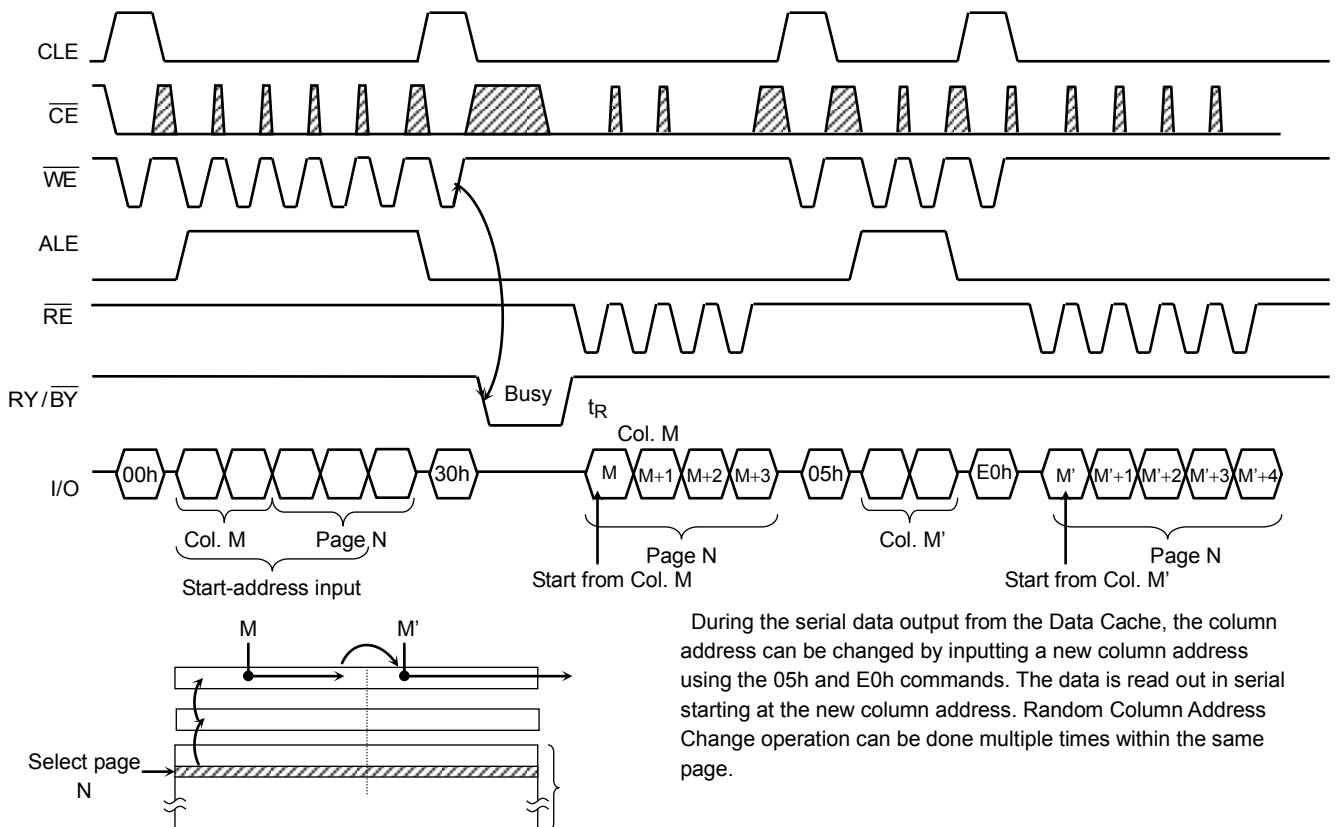 CLE
CE
WE
ALE
RE
RY/BY
Busy
tR
Col. M
I/O
00h
30h
M
M+1
M+2
M+3
05h
E0h
M'
M'+1
M'+2
M'+3
M'+4
Col. M
Page N
Page N
Col. M'
Page N
Start-address input
Start from Col. M
Start from Col. M'
M
M'
Select page
N
During the serial data output from the Data Cache, the column
address can be changed by inputting a new column address
using the 05h and E0h commands. The data is read out in serial
starting at the new column address. Random Column Address
Change operation can be done multiple times within the same
page.